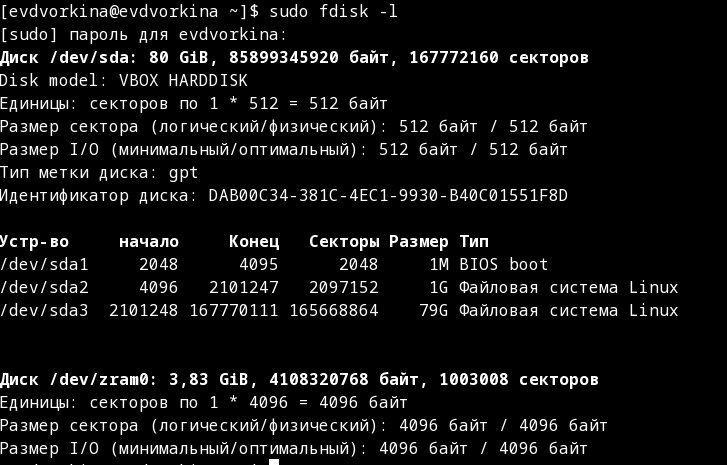 [evdvorkina@evdvorkina ~]$ sudo fdisk -l
[sudo] пароль для evdvorkina:
Диск /dev/sda: 80 GiB, 85899345920 байт, 167772160 секторов
Disk model: VBOX HARDDISK
Единицы: секторов по 1 * 512 = 512 байт
Размер сектора (логический/физический): 512 байт / 512 байт
Размер I/O (минимальный/оптимальный): 512 байт / 512 байт
Тип метки диска: gpt
Идентификатор диска: DAB00C34-381C-4EC1-9930-B40C01551F8D
Устр-во начало Конец Секторы Размер Тип
/dev/sda1 2048 4095 2048 1M BIOS boot
/dev/sda2 4096 2101247 2097152 1G Файловая система Linux
/dev/sda3 2101248 167770111 165668864 79G Файловая система Linux
Диск /dev/zram0: 3,83 GiB, 4108320768 байт, 1003008 секторов
Единицы: секторов по 1 * 4096 = 4096 байт
Размер сектора (логический/физический): 4096 байт / 4096 байт
Размер I/O (минимальный/оптимальный): 4096 байт / 4096 байт